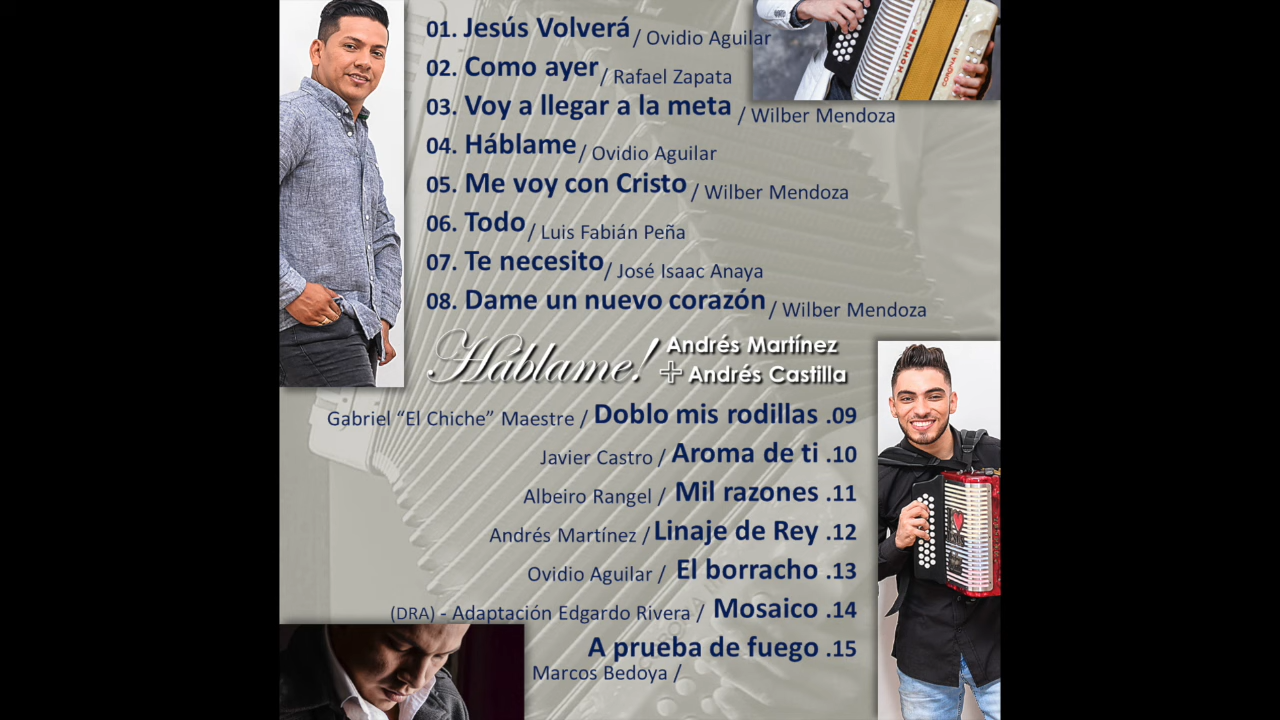 01. Jesús Volverá / Ovidio Aguilar
02. Como ayer / Rafael Zapata
03. Voy a llegar a la meta / Wilber Mendoza
04. Háblame / Ovidio Aguilar
05. Me voy con Cristo / Wilber Mendoza
06. Todo / Luis Fabián Peña
07. Te necesito / José Isaac Anaya
08. Dame un nuevo corazón / Wilber Mendoza
HOHNER
CORONA III
Háblame! Andrés Martínez
+ Andrés Castilla
Gabriel “El Chiche” Maestre / Doblo mis rodillas .09
Javier Castro / Aroma de ti .10
Albeiro Rangel / Mil razones .11
Andrés Martínez / Linaje de Rey .12
Ovidio Aguilar / El borracho .13
(DRA) - Adaptación Edgardo Rivera / Mosaico .14
A prueba de fuego .15
Marcos Bedoya /